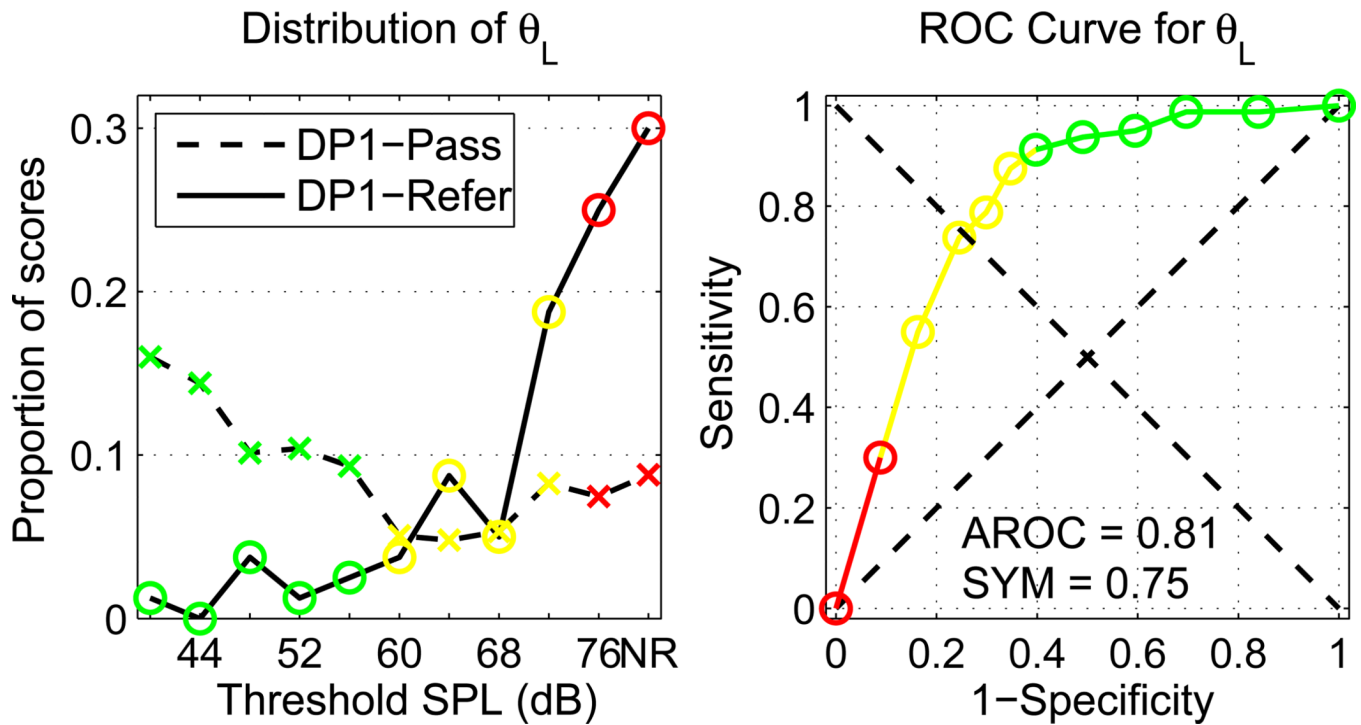 Distribution of θL
0.3
0.2
0.1
0
Proportion of scores
DP1−Pass
DP1−Refer
44 52 60 68 76 NR
Threshold SPL (dB)
ROC Curve for θL
1
0.8
0.6
0.4
0.2
0
Sensitivity
AROC = 0.81
SYM = 0.75
0 0.2 0.4 0.6 0.8 1
1−Specificity